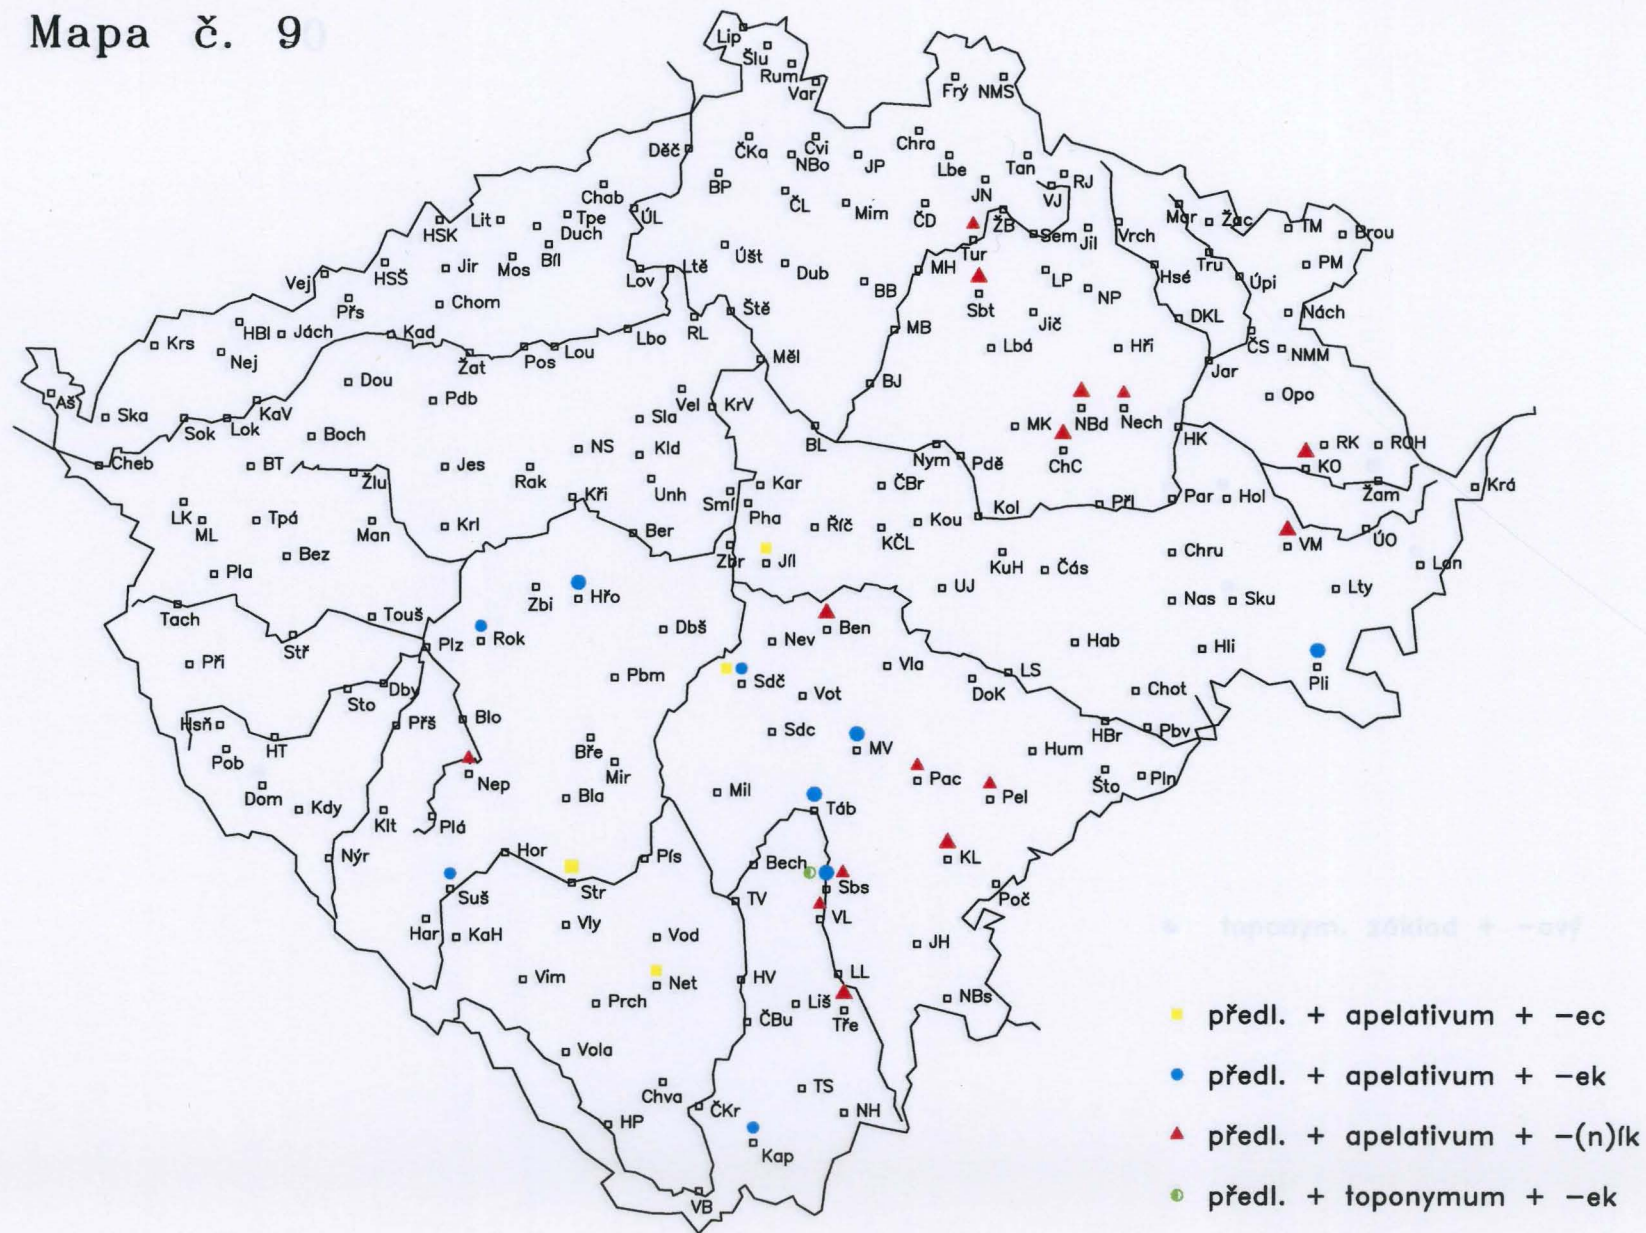 Mapa č. 9
Lip
Šlu
Rum
Var
Frý NMS
Děč
ČKa
Cvi
NBo
JP
Chra
Lbe
Tan
RJ
BP
ČL
Mim
ČD
JN
VJ
Chab
Tpe
Duch
ÚL
Lit
HSK
Bíl
Mos
Jir
HSŠ
Vej
Úšt
Dub
BB
MH
Tur
ŽB
Sem
Jil
Vrch
Mar
Žac
TM
Brou
PM
Tru
Hsé
Úpi
Lov
Ltě
LP
NP
Sbt
Přs
Chom
HBl
Jách
Krs
Nej
Kad
Žat
Pos
Lou
Lbo
RL
Ště
MB
Jič
Lbá
Hři
DKL
Nách
ČS
NMM
Jar
Měl
Aš
Ska
Sok
Lok
KaV
Dou
Pdb
Vel
KrV
BJ
Opo
Boch
Sla
BL
MK
NBd
Nech
HK
RK
ROH
KO
Cheb
BT
Žlu
Jes
Rak
NS
Kld
Unh
Smí
Kar
Nym
Pdě
ChC
Žam
Krá
LK
ML
Tpá
Man
Krl
Kři
Ber
Pha
Říč
ČBr
Kou
KČL
Kol
Přl
Par
Hol
VM
ÚO
Bez
Pla
Zbr
Jíl
KuH
Čás
Chru
Lan
UJ
Nas
Sku
Lty
Zbi
Hřo
Tach
Touš
Stř
Plz
Rok
Dbš
Nev
Ben
Hab
Hli
Pli
Při
Sto
Dby
Pbm
Sdč
Vla
LS
DoK
Vot
Chot
Hsň
HT
Pob
Přš
Blo
Sdc
MV
HBr
Pbv
Hum
Bře
Mir
Dom
Kdy
Klt
Nep
Plá
Bla
Mil
Táb
Pac
Pel
Što
Pln
Nýr
Hor
Pís
Bech
KL
Str
Suš
TV
Sbs
VL
Poč
Har
KaH
Vly
Vod
JH
Vim
Net
HV
LL
Prch
Liš
NBs
ČBu
Tře
Vola
Chva
ČKr
TS
NH
HP
Kap
VB
toponym. základ + -ový
předl. + apelativum + -ec
předl. + apelativum + -ek
předl. + apelativum + -(n)ík
předl. + toponymum + -ek